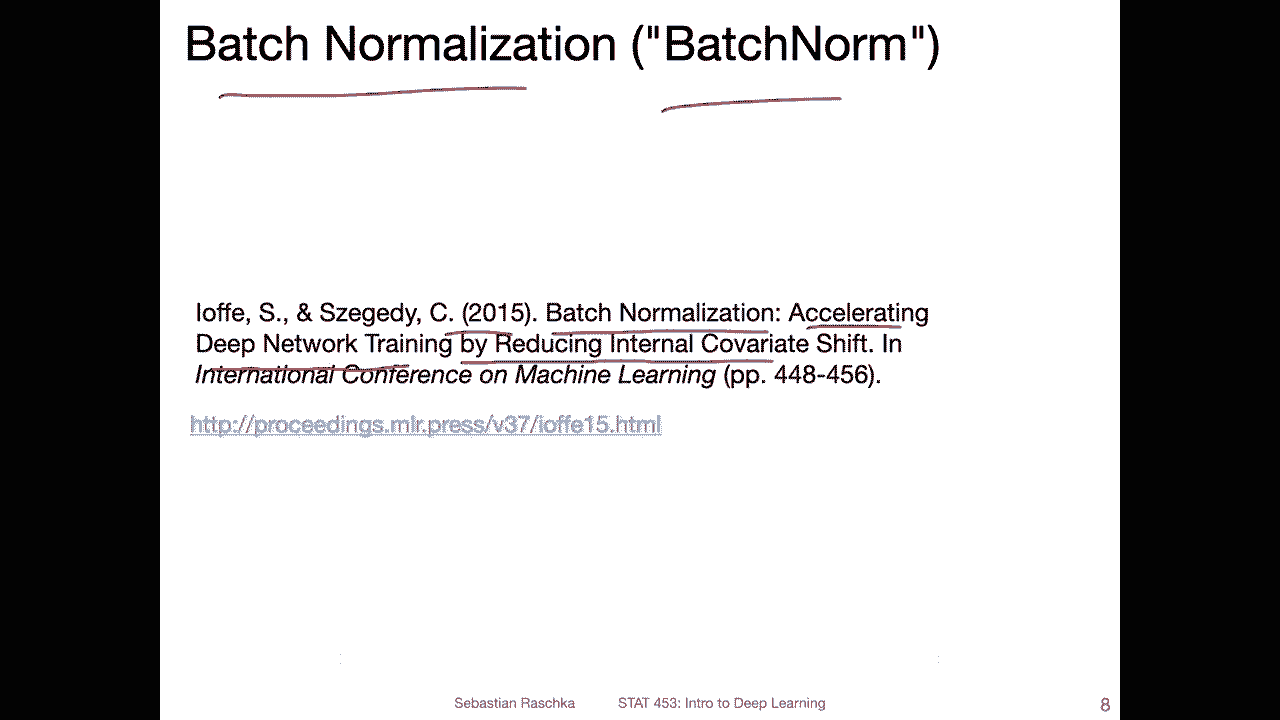 Batch Normalization ("BatchNorm")
Ioffe, S., & Szegedy, C. (2015). Batch Normalization: Accelerating
Deep Network Training by Reducing Internal Covariate Shift. In
International Conference on Machine Learning (pp. 448-456).
http://proceedings.mlr.press/v37/ioffe15.html
Sebastian Raschka STAT 453: Intro to Deep Learning 8